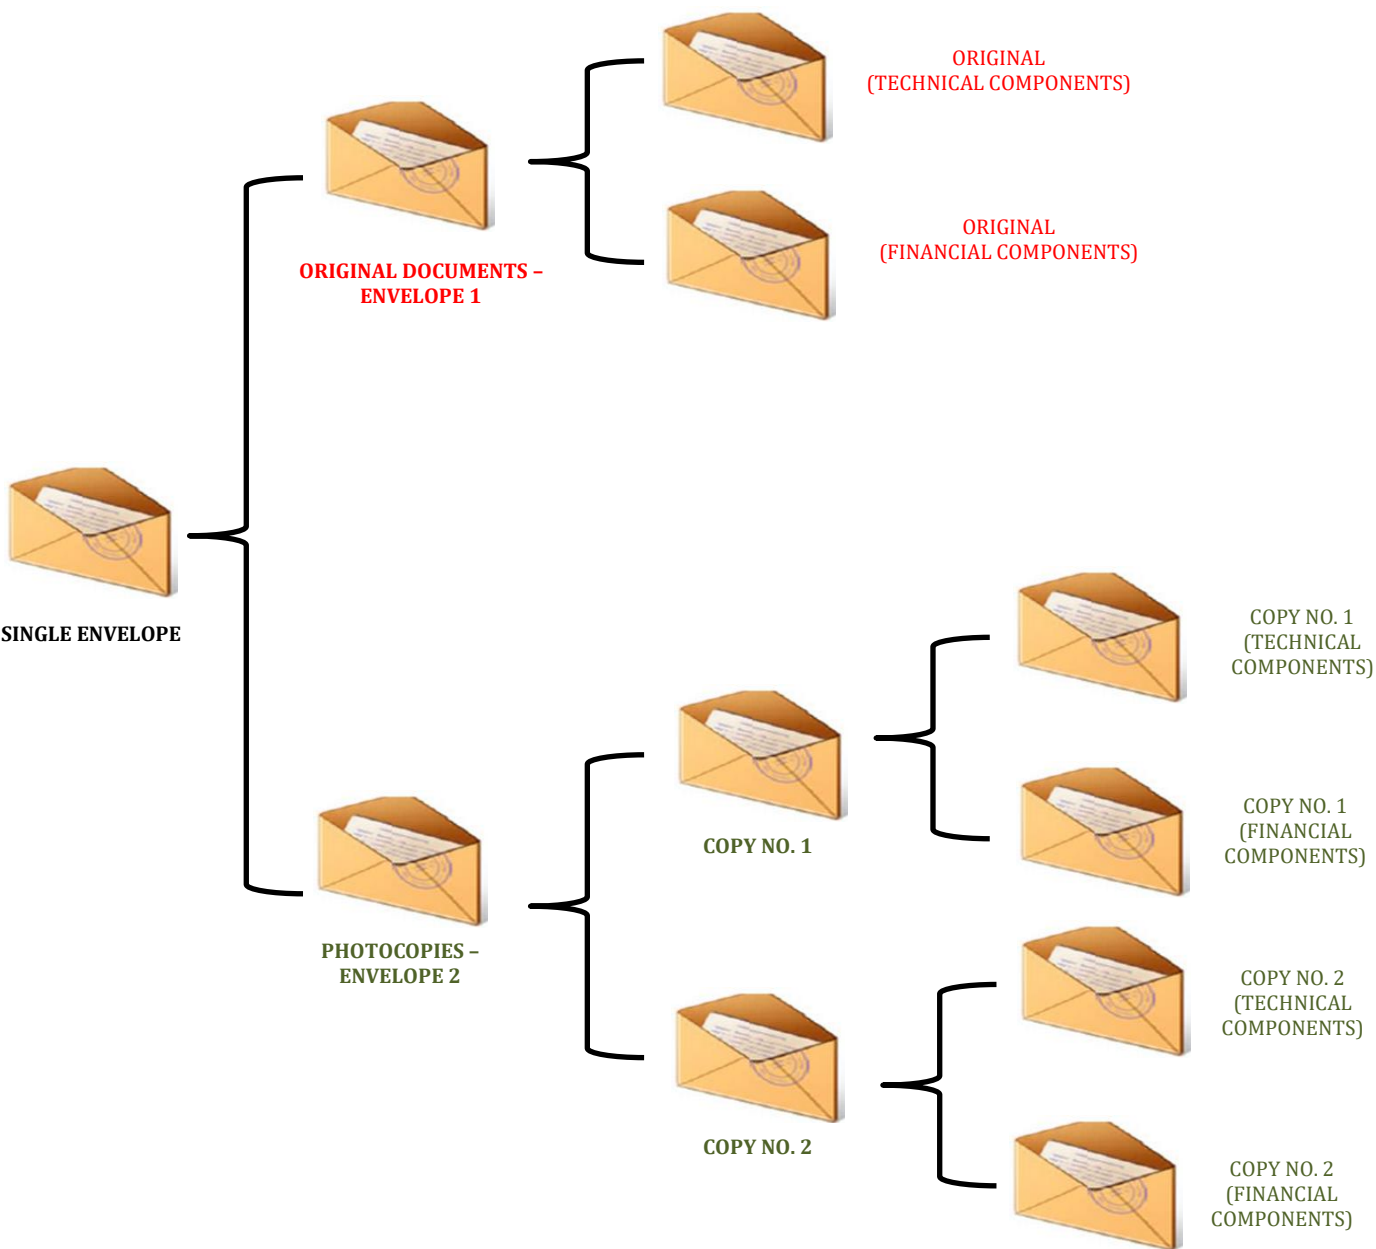 ORIGINAL
(TECHNICAL COMPONENTS)
ORIGINAL
(FINANCIAL COMPONENTS)
ORIGINAL DOCUMENTS –
ENVELOPE 1
SINGLE ENVELOPE
COPY NO. 1
(TECHNICAL
COMPONENTS)
COPY NO. 1
COPY NO. 1
(FINANCIAL
COMPONENTS)
PHOTOCOPIES –
ENVELOPE 2
COPY NO. 2
(TECHNICAL
COMPONENTS)
COPY NO. 2
COPY NO. 2
(FINANCIAL
COMPONENTS)